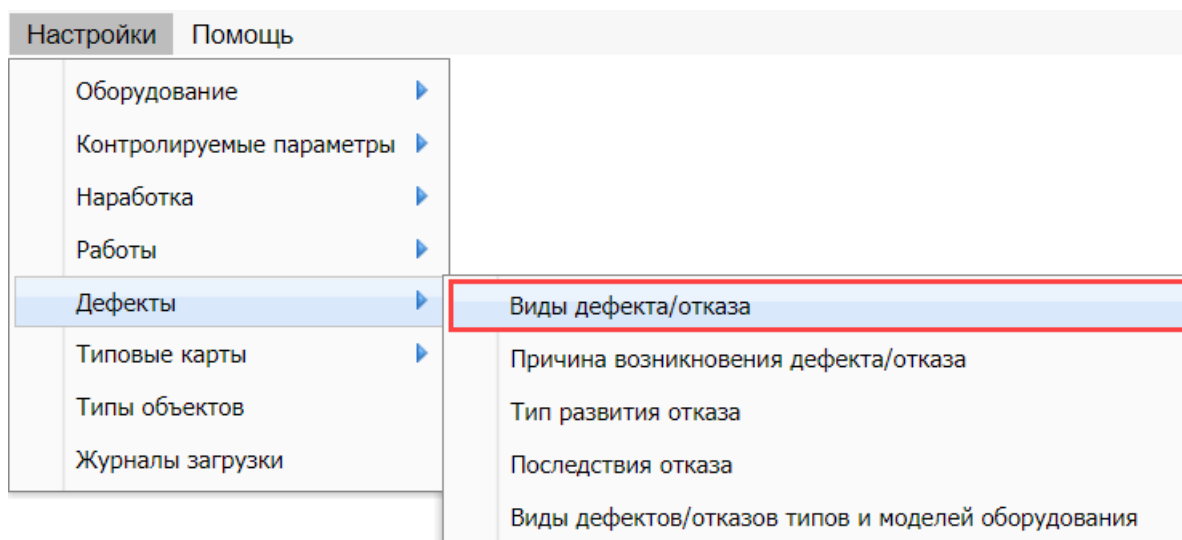 Настройки Помощь
Оборудование
Контролируемые параметры
Наработка
Работы
Дефекты
Типовые карты
Типы объектов
Журналы загрузки
Виды дефекта/отказа
Причина возникновения дефекта/отказа
Тип развития отказа
Последствия отказа
Виды дефектов/отказов типов и моделей оборудования